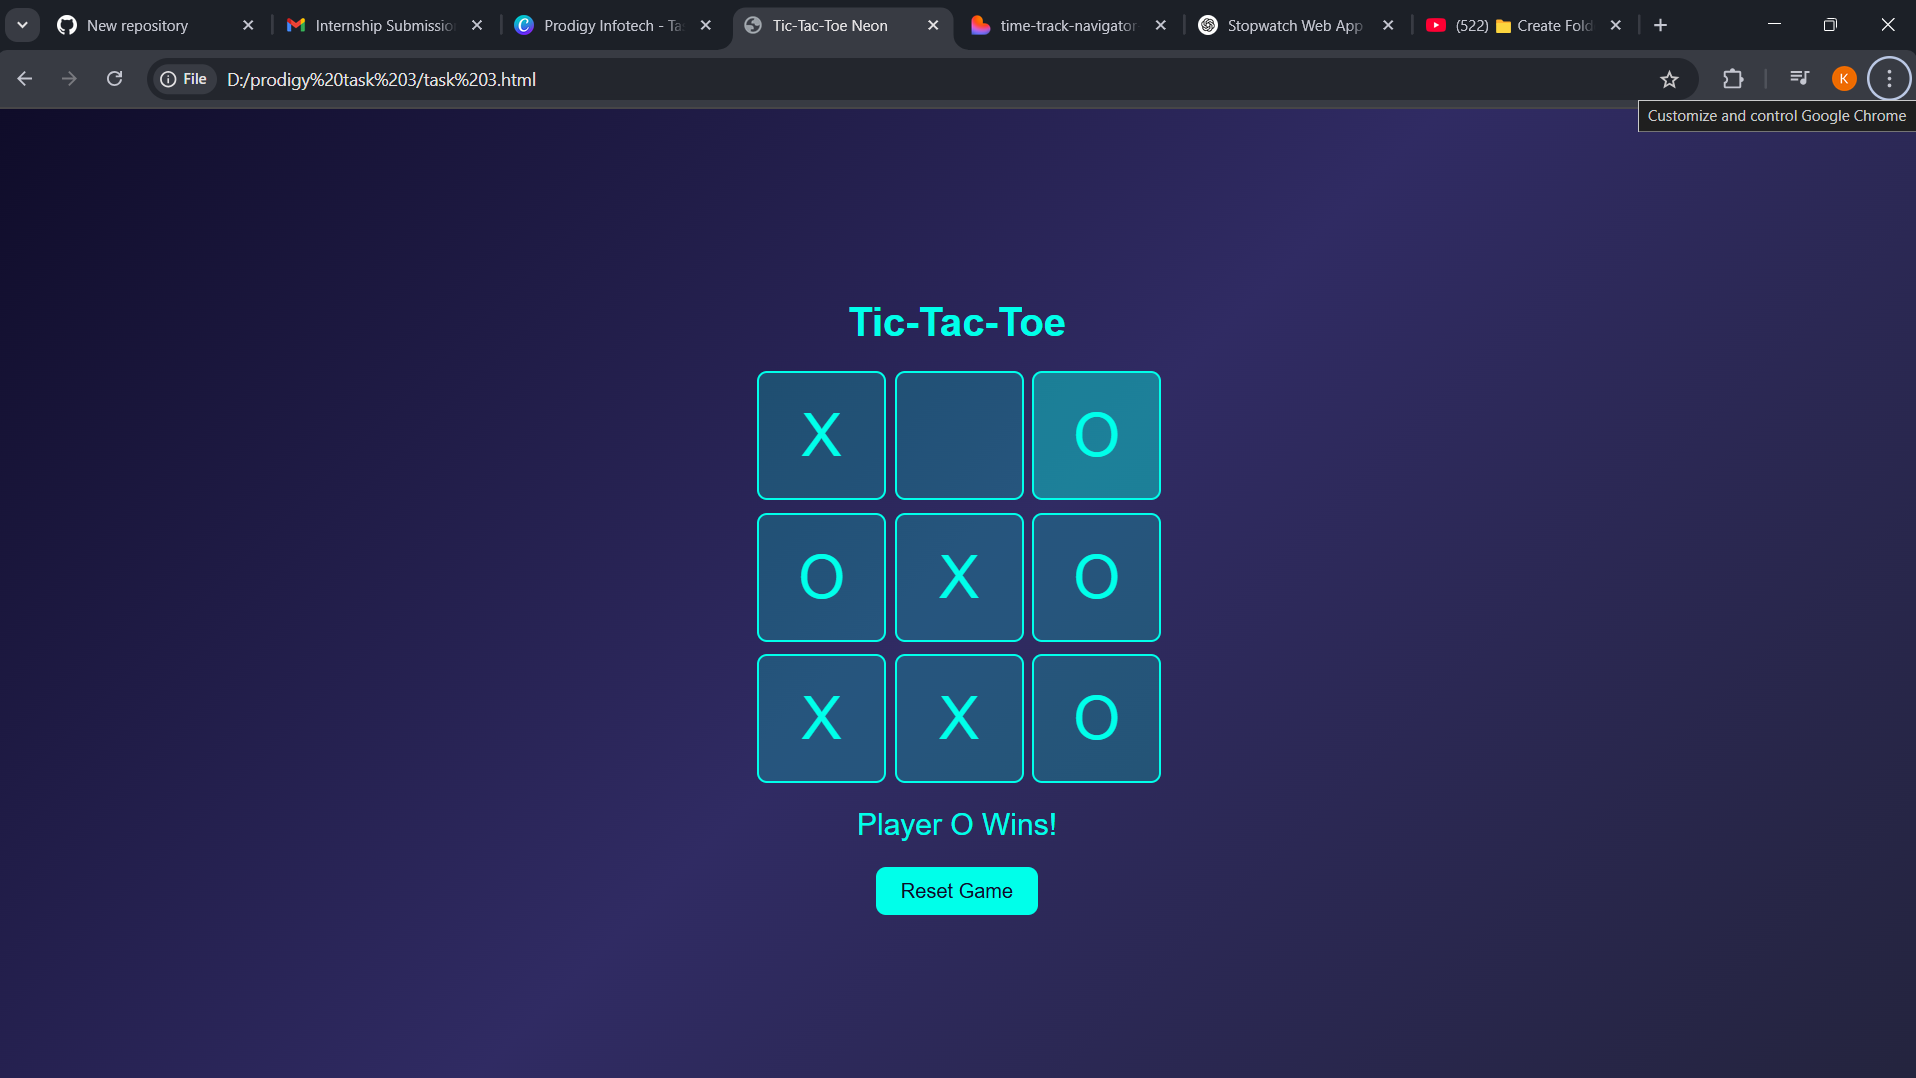 New repository
Internship Submissio
Prodigy Infotech - Ta
Tic-Tac-Toe Neon
time-track-navigator
Stopwatch Web App
(522) 📁 Create Fold
File
D:/prodigy%20task%203/task%203.html
K
Customize and control Google Chrome
Tic-Tac-Toe
X O
O X O
X X O
Player O Wins!
Reset Game